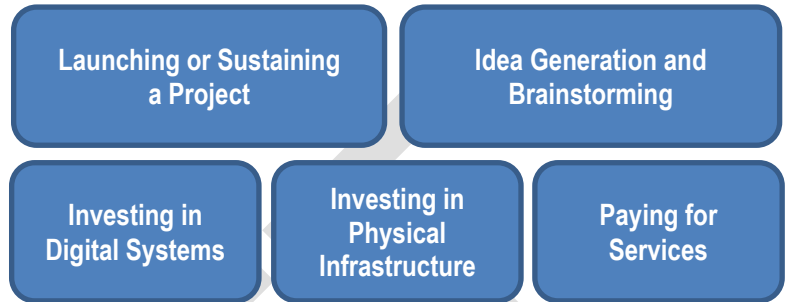 Launching or Sustaining
a Project
Idea Generation and
Brainstorming
Investing in
Digital Systems
Investing in
Physical
Infrastructure
Paying for
Services